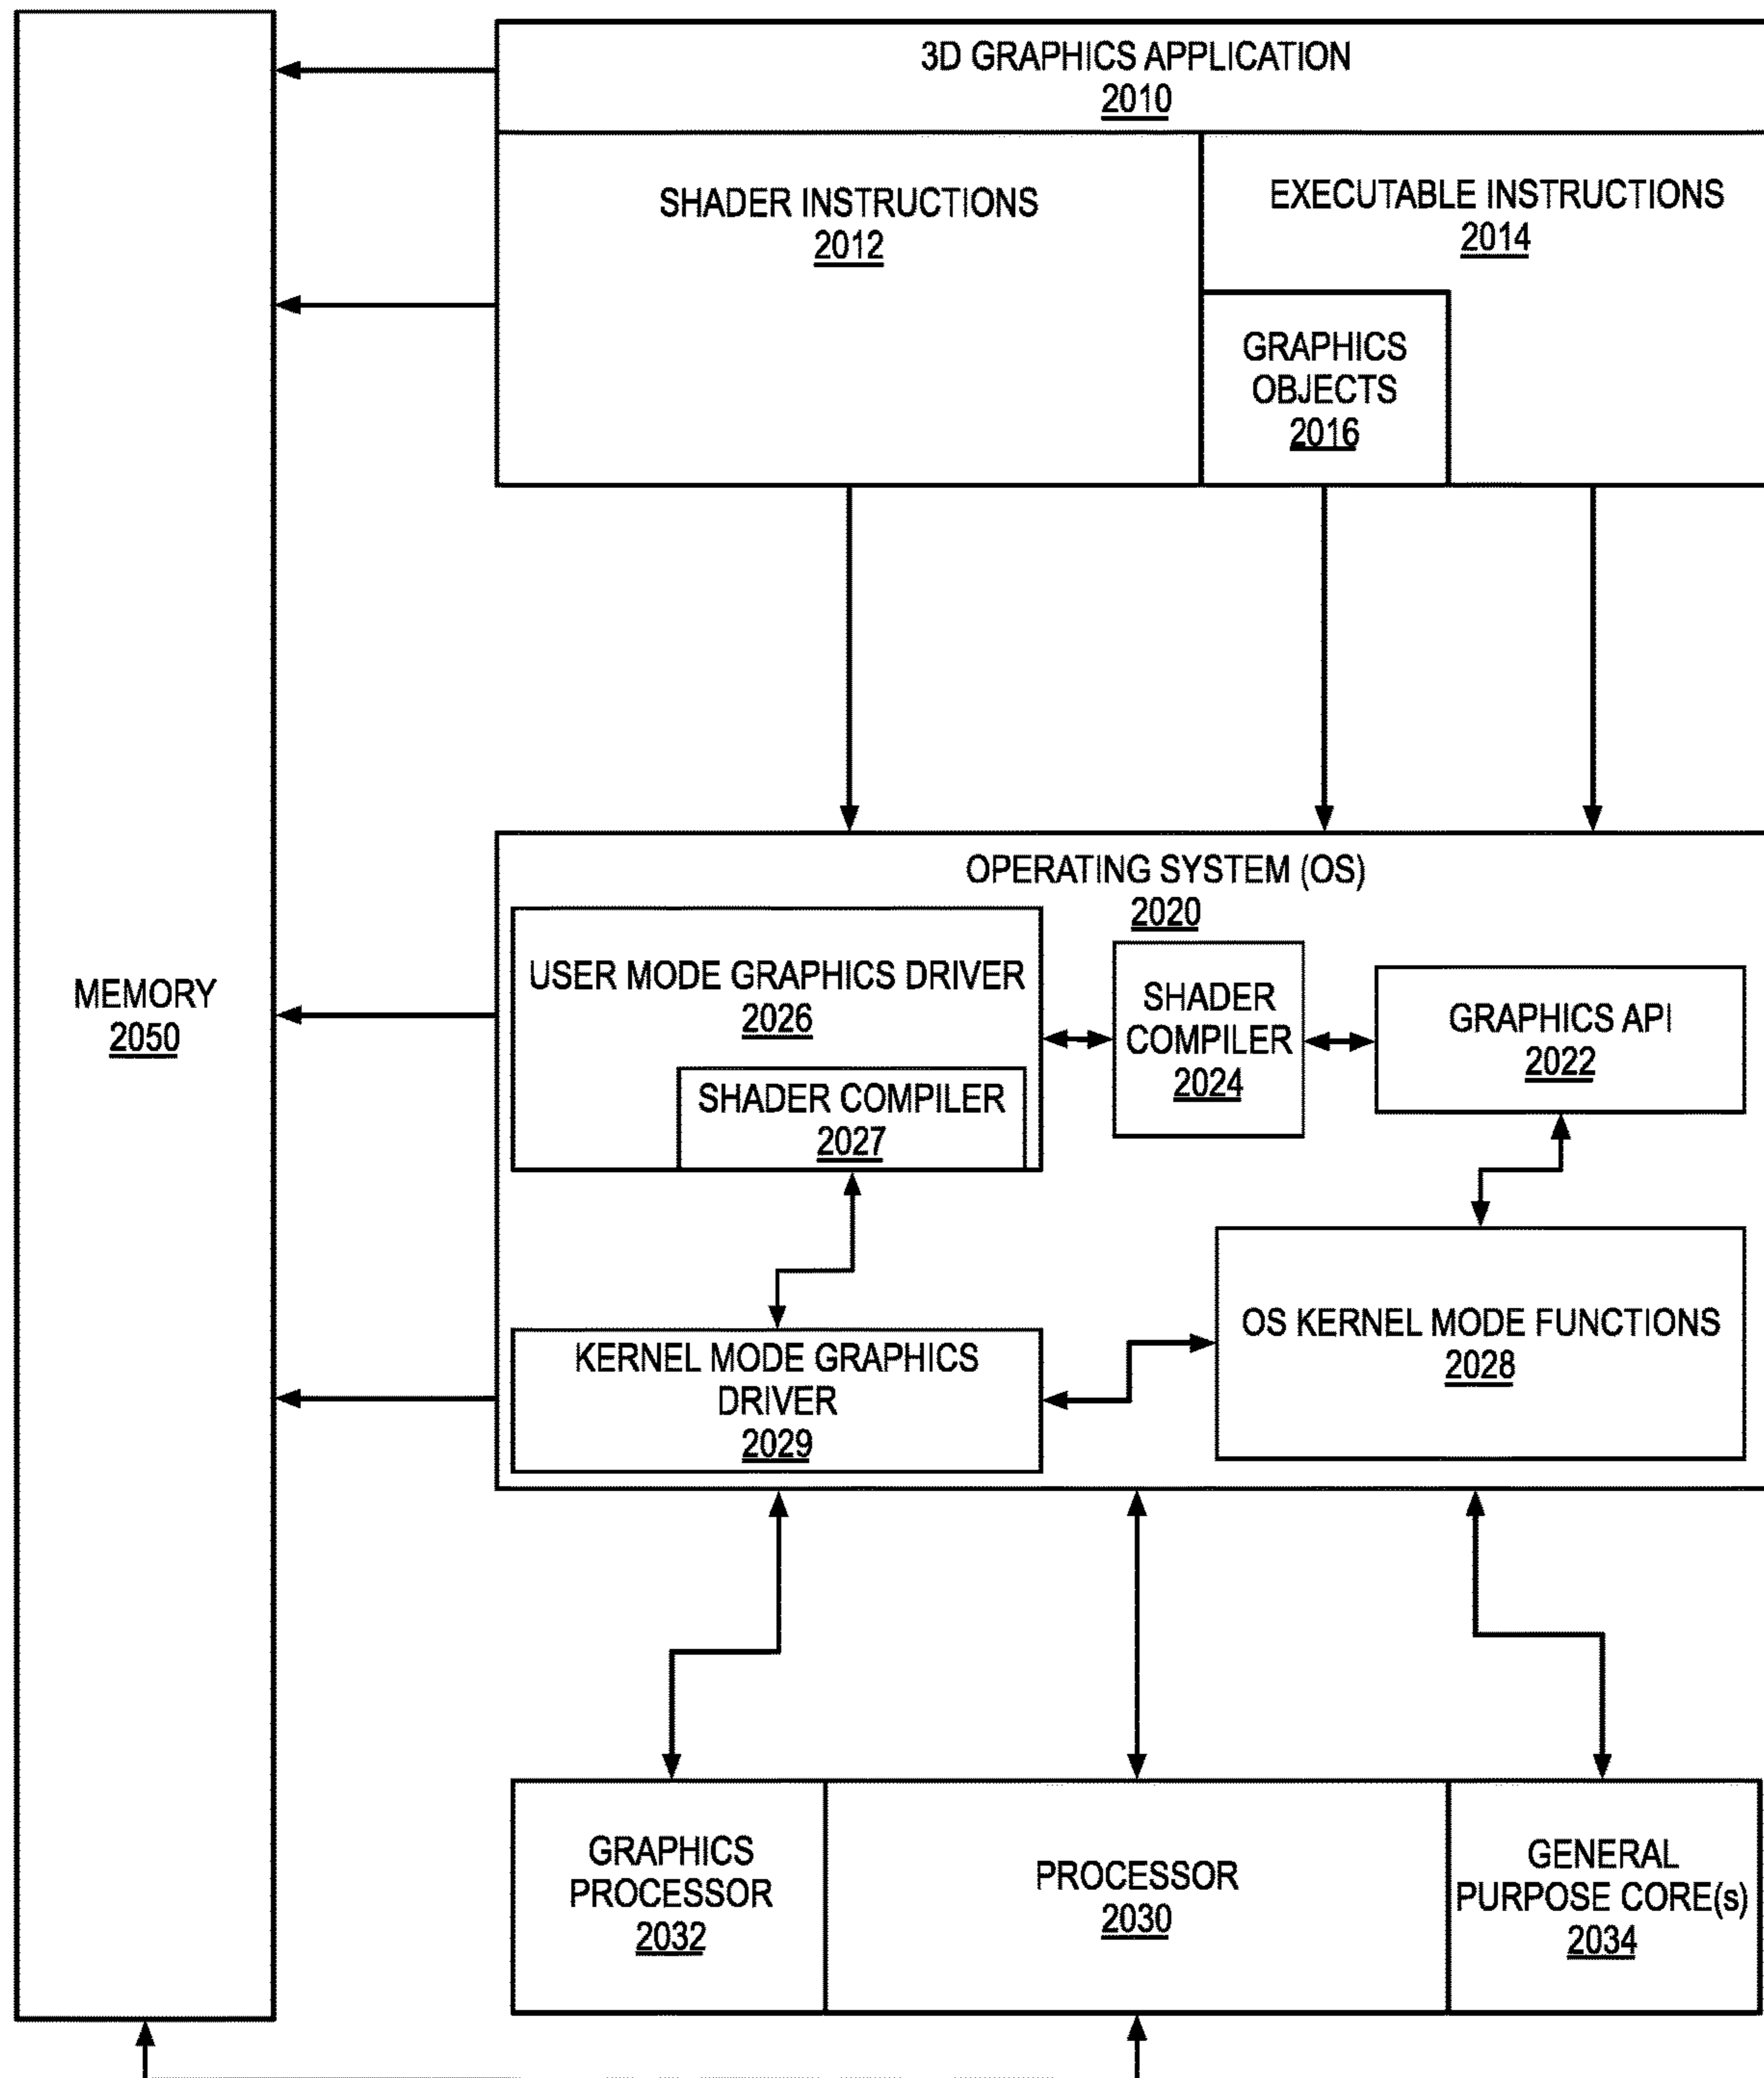 3D GRAPHICS APPLICATION
2010
SHADER INSTRUCTIONS
2012
EXECUTABLE INSTRUCTIONS
2014
GRAPHICS
OBJECTS
2016
MEMORY
2050
OPERATING SYSTEM (OS)
2020
USER MODE GRAPHICS DRIVER
2026
SHADER COMPILER
2027
SHADER
COMPILER
2024
GRAPHICS API
2022
KERNEL MODE GRAPHICS
DRIVER
2029
OS KERNEL MODE FUNCTIONS
2028
GRAPHICS
PROCESSOR
2032
PROCESSOR
2030
GENERAL
PURPOSE CORE(s)
2034